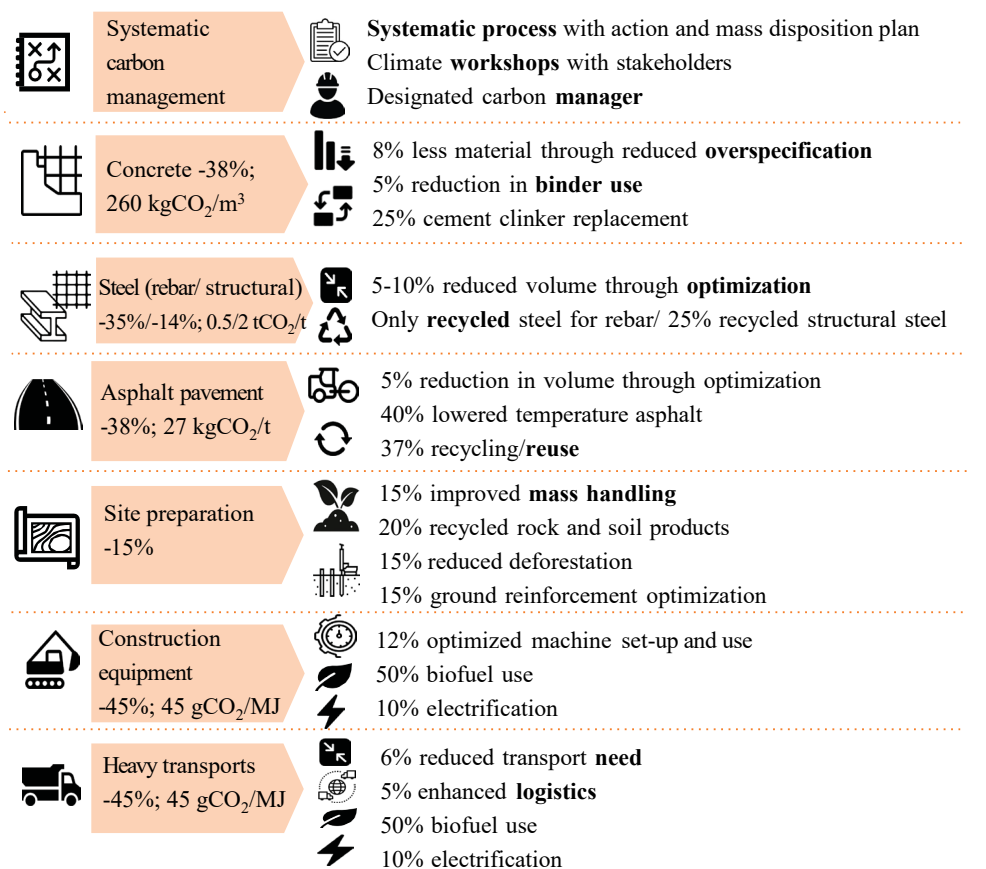 Systematic
carbon
management
Systematic process with action and mass disposition plan
Climate workshops with stakeholders
Designated carbon manager
Concrete -38%;
260 kgCO₂/m³
8% less material through reduced overspecification
5% reduction in binder use
25% cement clinker replacement
Steel (rebar/ structural)
-35%/-14%; 0.5/2 tCO₂/t
5-10% reduced volume through optimization
Only recycled steel for rebar/ 25% recycled structural steel
Asphalt pavement
-38%; 27 kgCO₂/t
5% reduction in volume through optimization
40% lowered temperature asphalt
37% recycling/reuse
Site preparation
-15%
15% improved mass handling
20% recycled rock and soil products
15% reduced deforestation
15% ground reinforcement optimization
Construction
equipment
-45%; 45 gCO₂/MJ
12% optimized machine set-up and use
50% biofuel use
10% electrification
Heavy transports
-45%; 45 gCO₂/MJ
6% reduced transport need
5% enhanced logistics
50% biofuel use
10% electrification